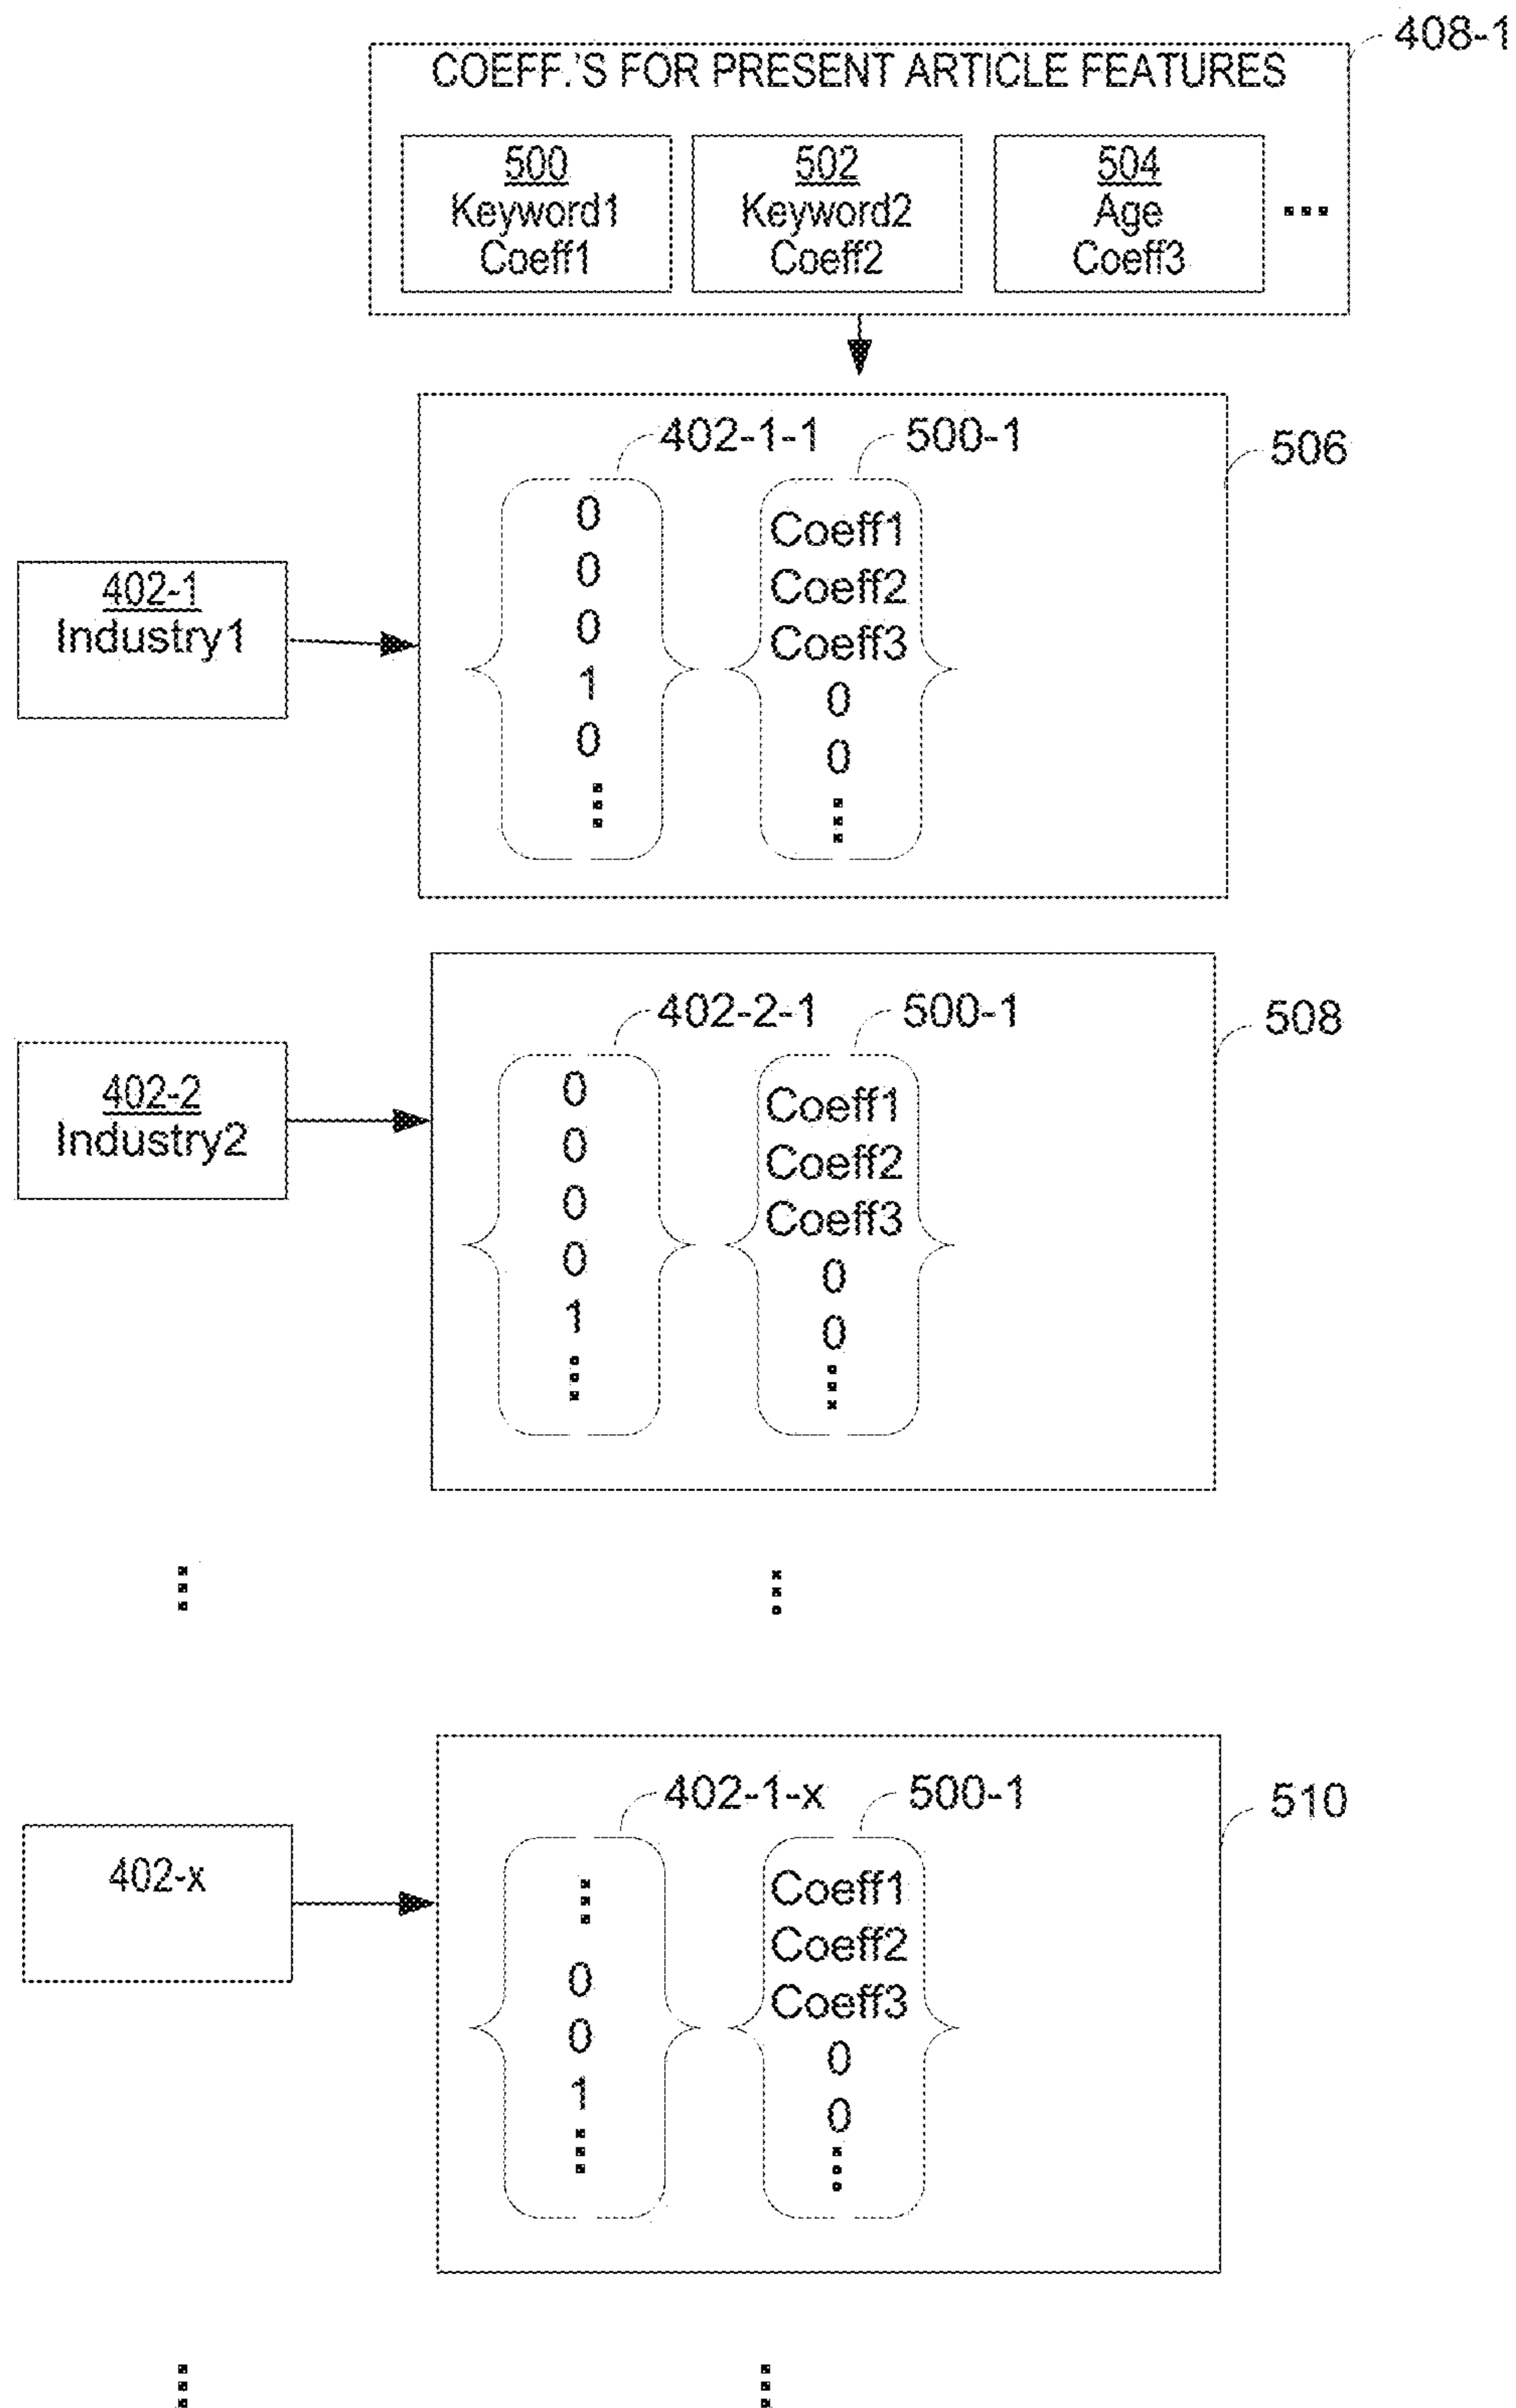 408-1
COEFF.'S FOR PRESENT ARTICLE FEATURES
500
Keyword1
Coeff1
502
Keyword2
Coeff2
504
Age
Coeff3
...
402-1-1
500-1
506
402-1
Industry1
0
0
0
1
0
...
Coeff1
Coeff2
Coeff3
0
0
...
402-2-1
500-1
508
402-2
Industry2
0
0
0
0
1
...
Coeff1
Coeff2
Coeff3
0
0
...
...
...
402-1-x
500-1
510
402-x
...
0
0
1
...
Coeff1
Coeff2
Coeff3
0
0
...
...
...